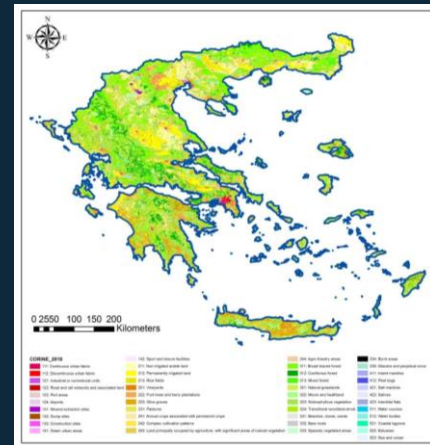 N
W E
S
0 25 50 100 150 200
Kilometers
CORINE_2018
111 Continuous urban fabric
112 Discontinuous urban fabric
121 Industrial or commercial units
122 Road and rail networks and associated land
123 Port areas
124 Airports
131 Mineral extraction sites
132 Dump sites
133 Construction sites
141 Green urban areas
142 Sport and leisure facilities
211 Non irrigated arable land
212 Permanently irrigated land
213 Rice fields
221 Vineyards
222 Fruit trees and berry plantations
223 Olive groves
231 Pastures
241 Annual crops associated with permanent crops
242 Complex cultivation patterns
243 Land principally occupied by agriculture, with significant areas of natural vegetation
244 Agro-forestry areas
311 Broad-leaved forest
312 Coniferous forest
313 Mixed forest
321 Natural grasslands
322 Moors and heathland
323 Sclerophyllous vegetation
324 Transitional woodland-shrub
331 Beaches, dunes, sands
332 Bare rocks
333 Sparsely vegetated areas
334 Burnt areas
335 Glaciers and perpetual snow
411 Inland marshes
412 Peat bogs
421 Salt marshes
422 Salines
423 Intertidal flats
511 Water courses
512 Water bodies
521 Coastal lagoons
522 Estuaries
523 Sea and ocean